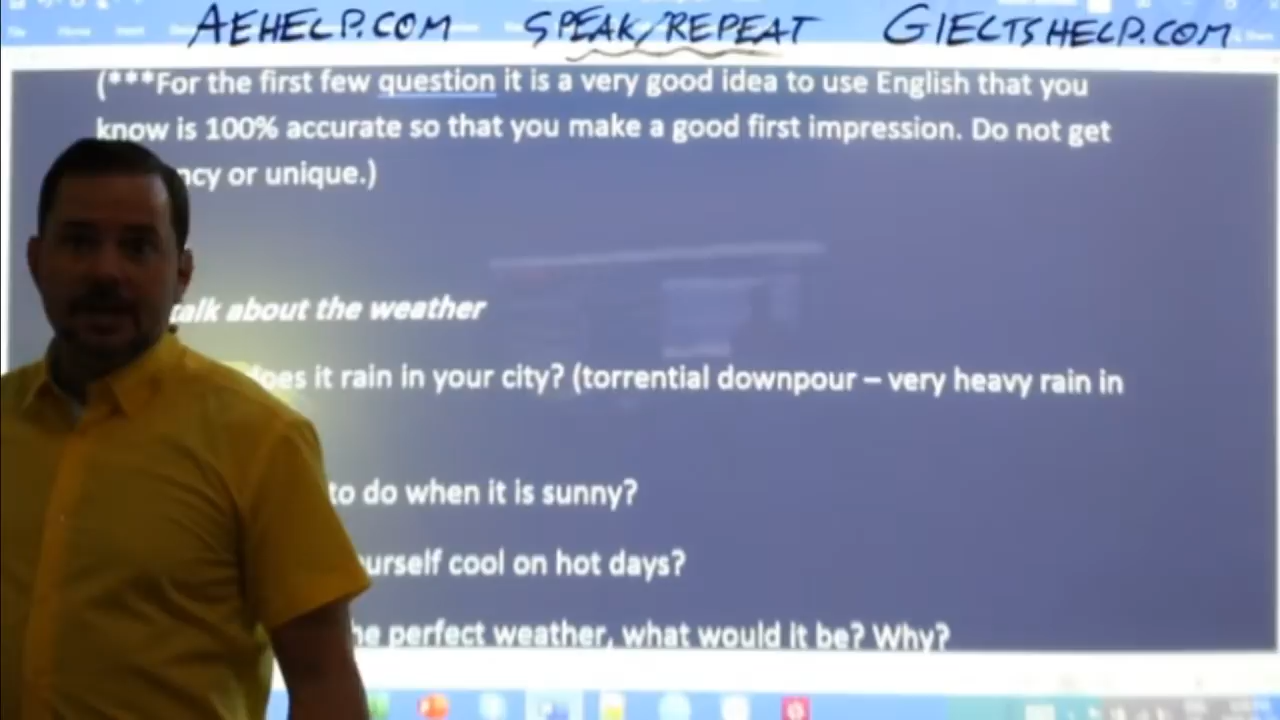 AEHELP.COM SPEAK/REPEAT GIELTSHELP.COM
(***For the first few question it is a very good idea to use English that you
know is 100% accurate so that you make a good first impression. Do not get
ncy or unique.)
talk about the weather
does it rain in your city? (torrential downpour – very heavy rain in
to do when it is sunny?
urself cool on hot days?
he perfect weather, what would it be? Why?